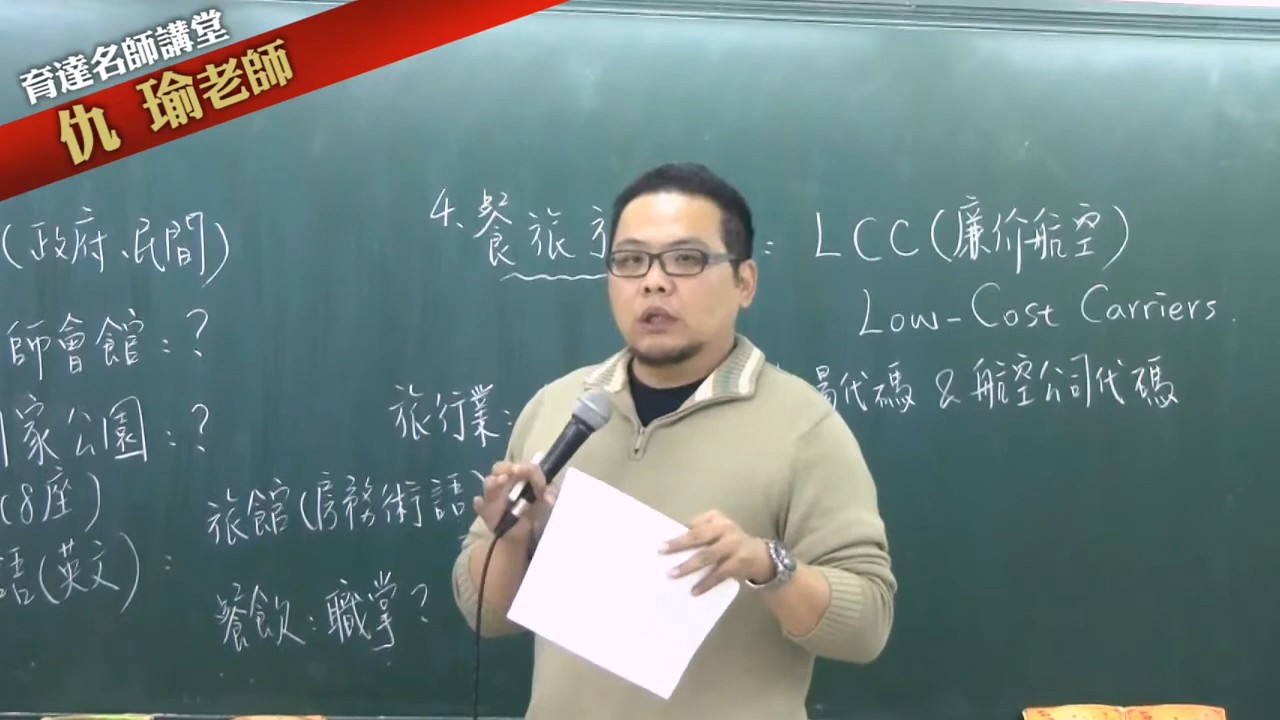 育達名師講堂
仇 瑜老師
(政府、民間)
師會館:?
家公園:?
(8座)
語(英文):
4、餐旅 : LCC(廉价航空)
Low-Cost Carriers.
旅行業: 代碼 & 航空公司代碼
旅館(房務術語)
餐飲:職掌?